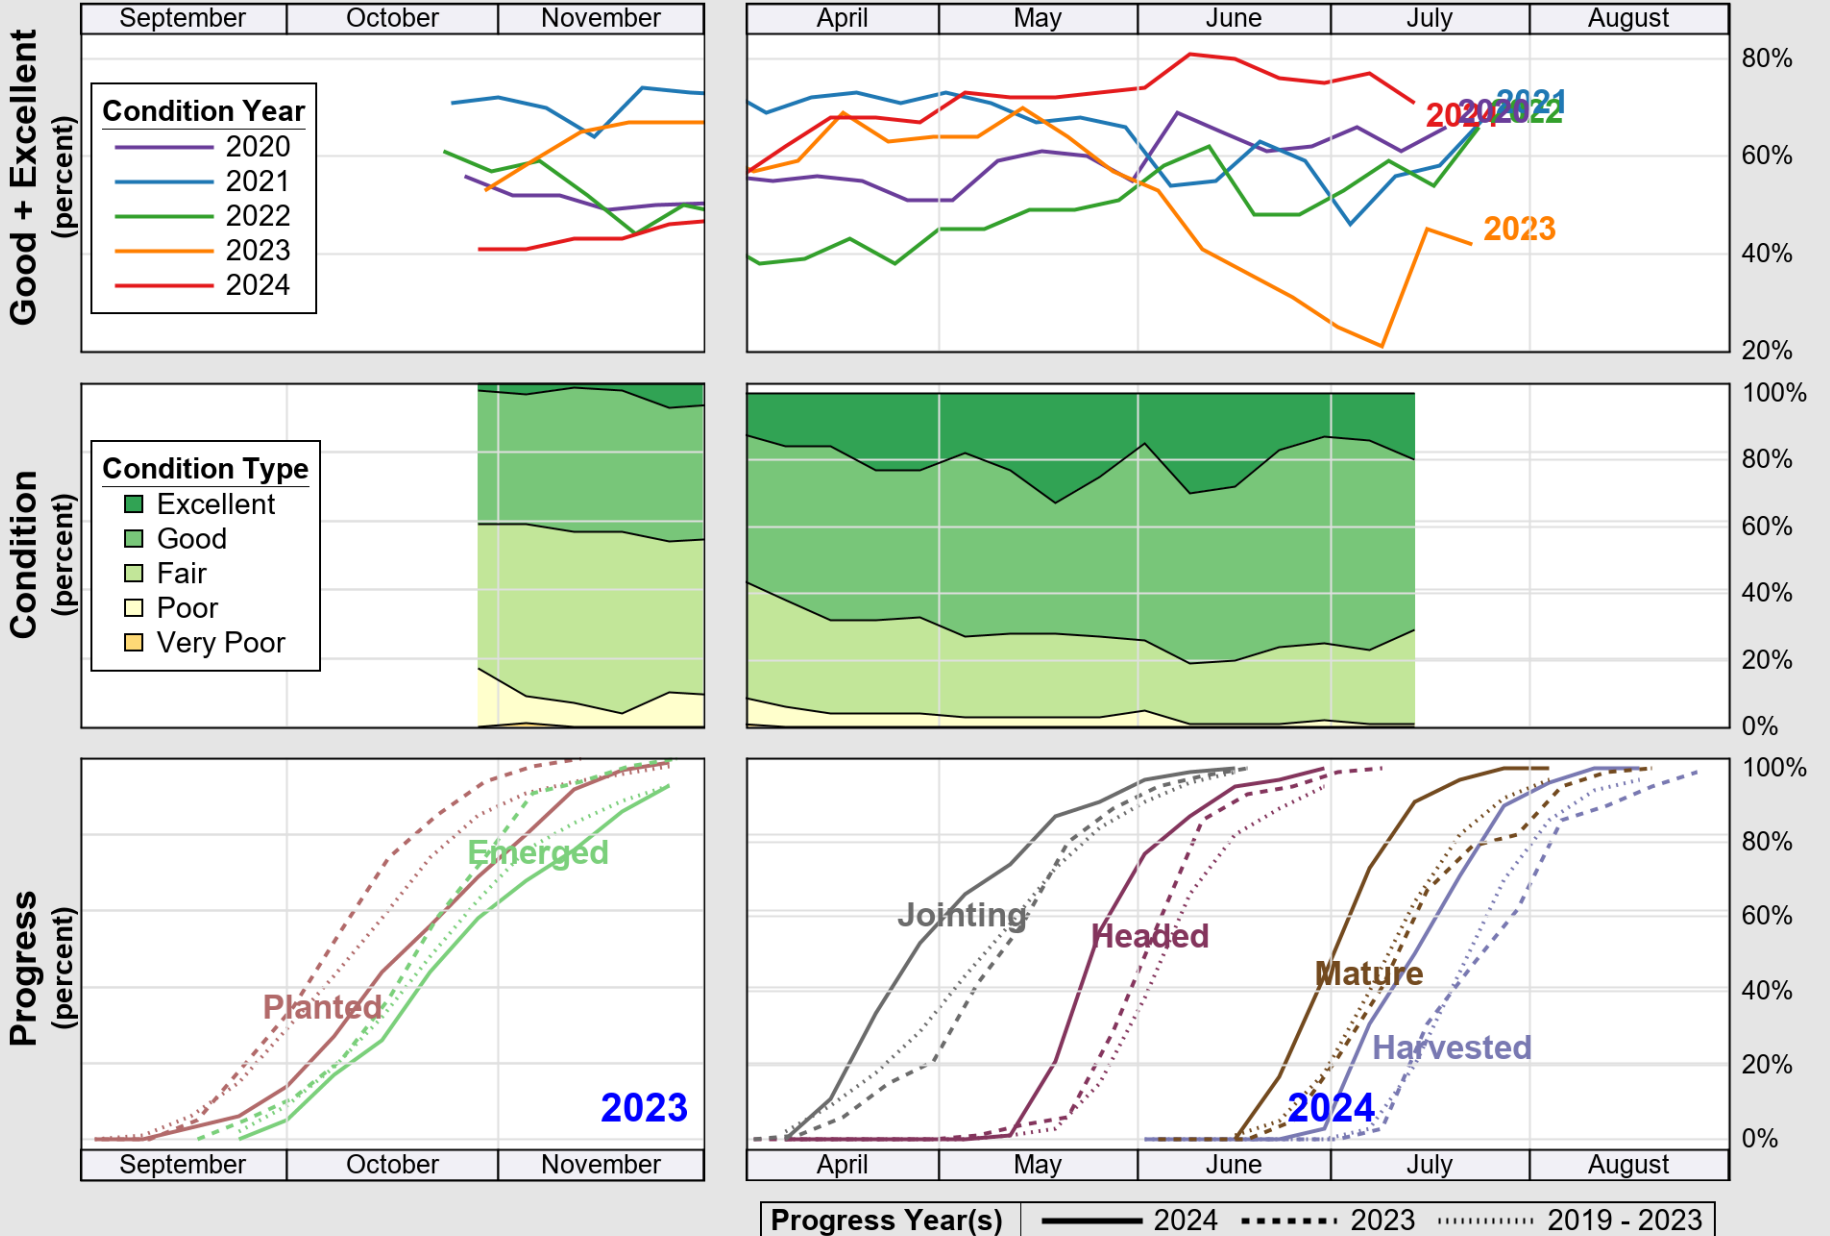 September October November April May June July August
Good + Excellent
(percent)
80%
60%
40%
20%
Condition Year
2020
2021
2022
2023
2024
2024
2020
2021
2022
2023
Condition
(percent)
100%
80%
60%
40%
20%
0%
Condition Type
Excellent
Good
Fair
Poor
Very Poor
Progress
(percent)
100%
80%
60%
40%
20%
0%
Emerged
Planted
2023
Jointing
Headed
Mature
Harvested
2024
September October November April May June July August
Progress Year(s) 2024 2023 2019 - 2023